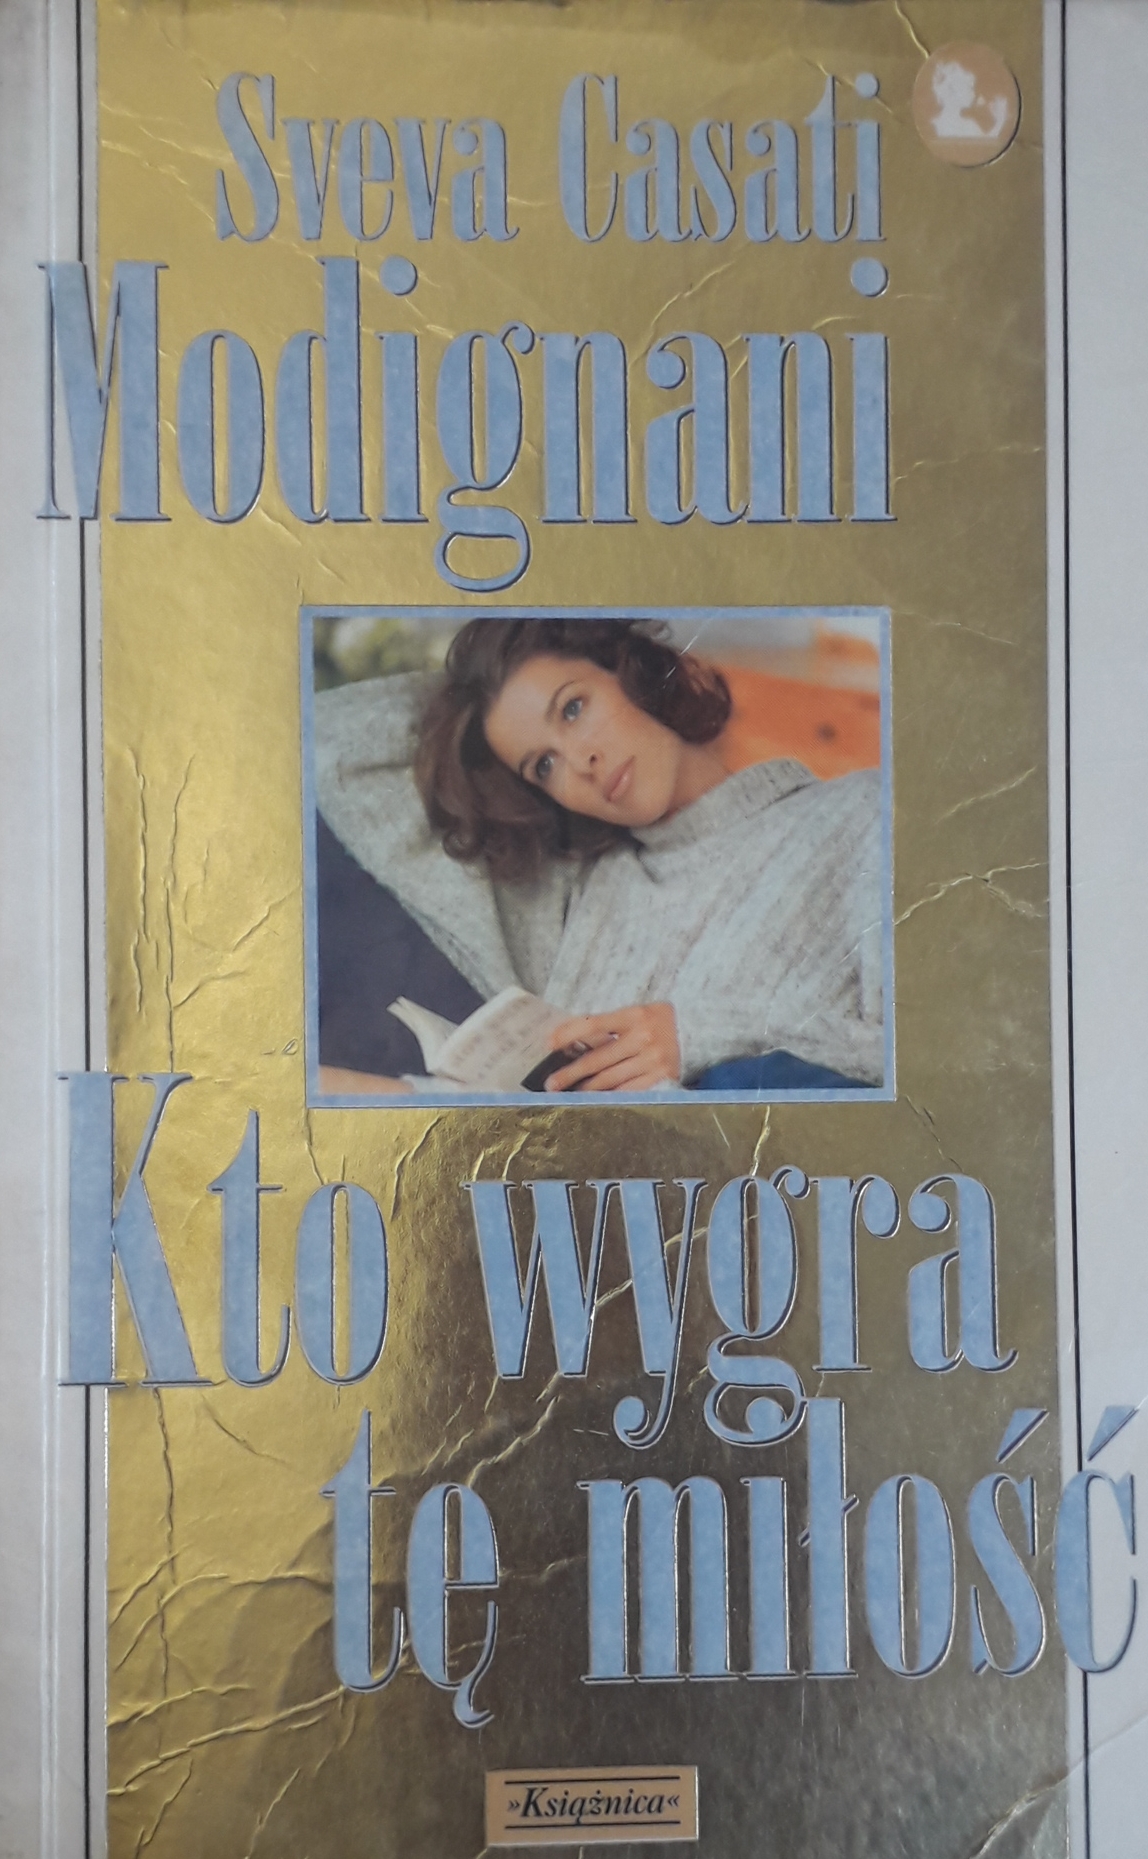 Sveva Casati
Modignani
Kto wygra
tę miłość
»Książnica«